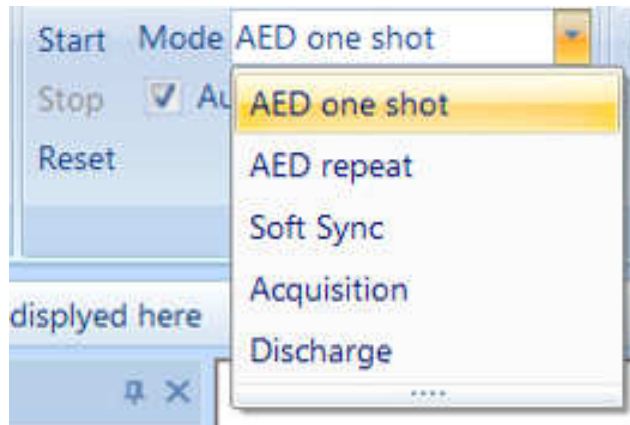 Start Mode AED one shot
Stop AED one shot
Reset AED repeat
Soft Sync
Acquisition
displyed here
Discharge